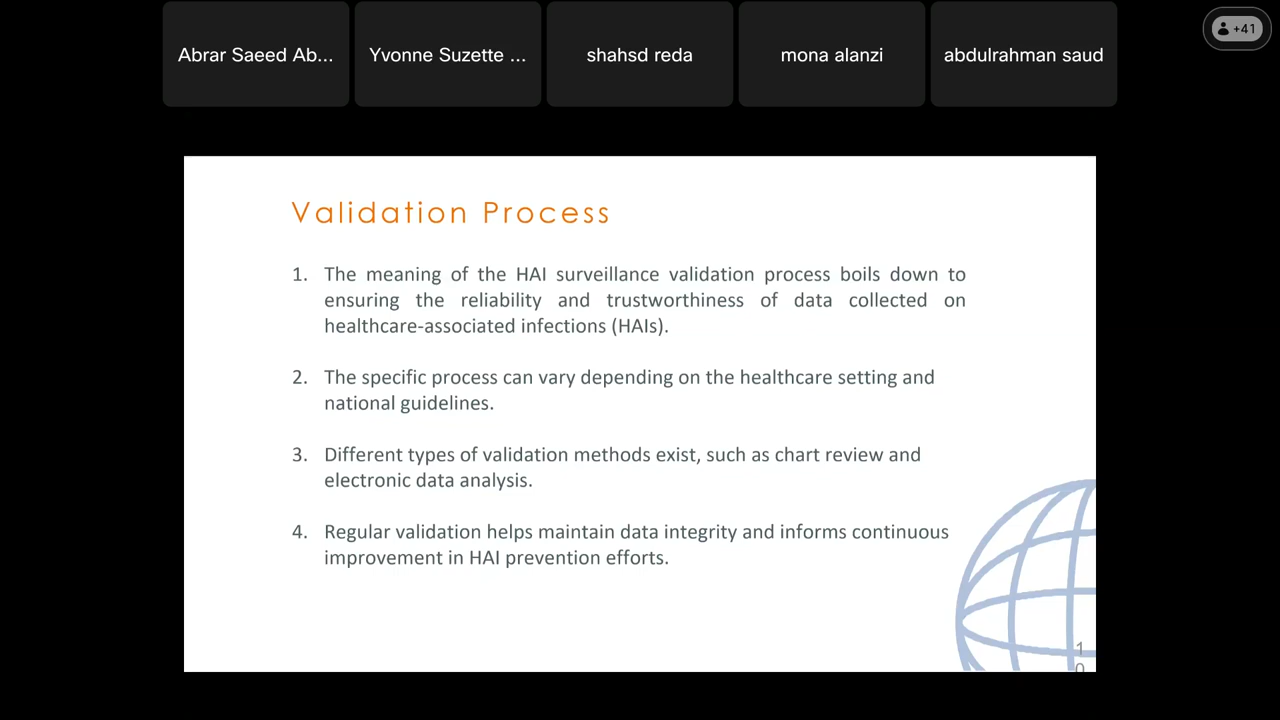 Abrar Saeed Ab...
Yvonne Suzette ...
shahsd reda
mona alanzi
abdulrahman saud
+41
Validation Process
1. The meaning of the HAI surveillance validation process boils down to
ensuring the reliability and trustworthiness of data collected on
healthcare-associated infections (HAIs).
2. The specific process can vary depending on the healthcare setting and
national guidelines.
3. Different types of validation methods exist, such as chart review and
electronic data analysis.
4. Regular validation helps maintain data integrity and informs continuous
improvement in HAI prevention efforts.
1
0